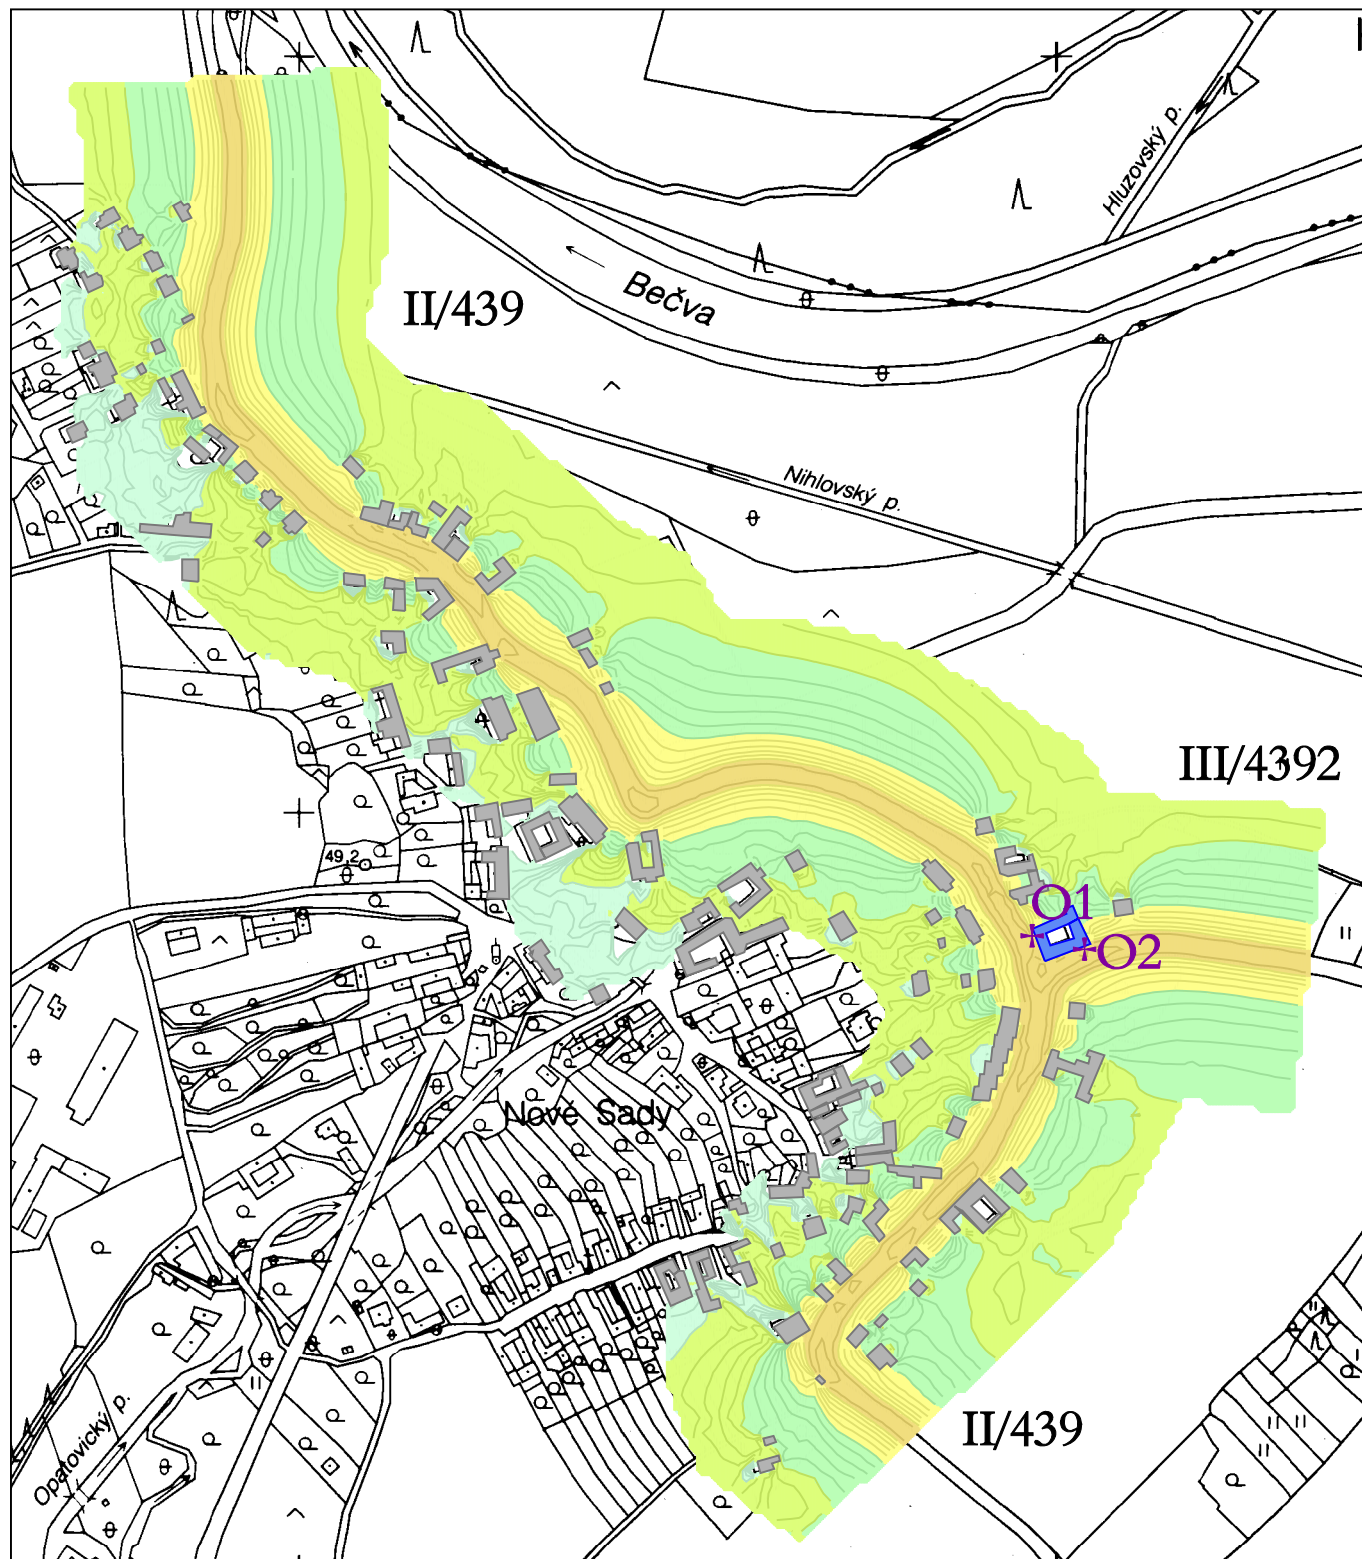 Hluzovský p.
Bečva
II/439
Nihlovský p.
III/4392
49,2
O1
O2
Nové Sady
II/439
Opatovický p.